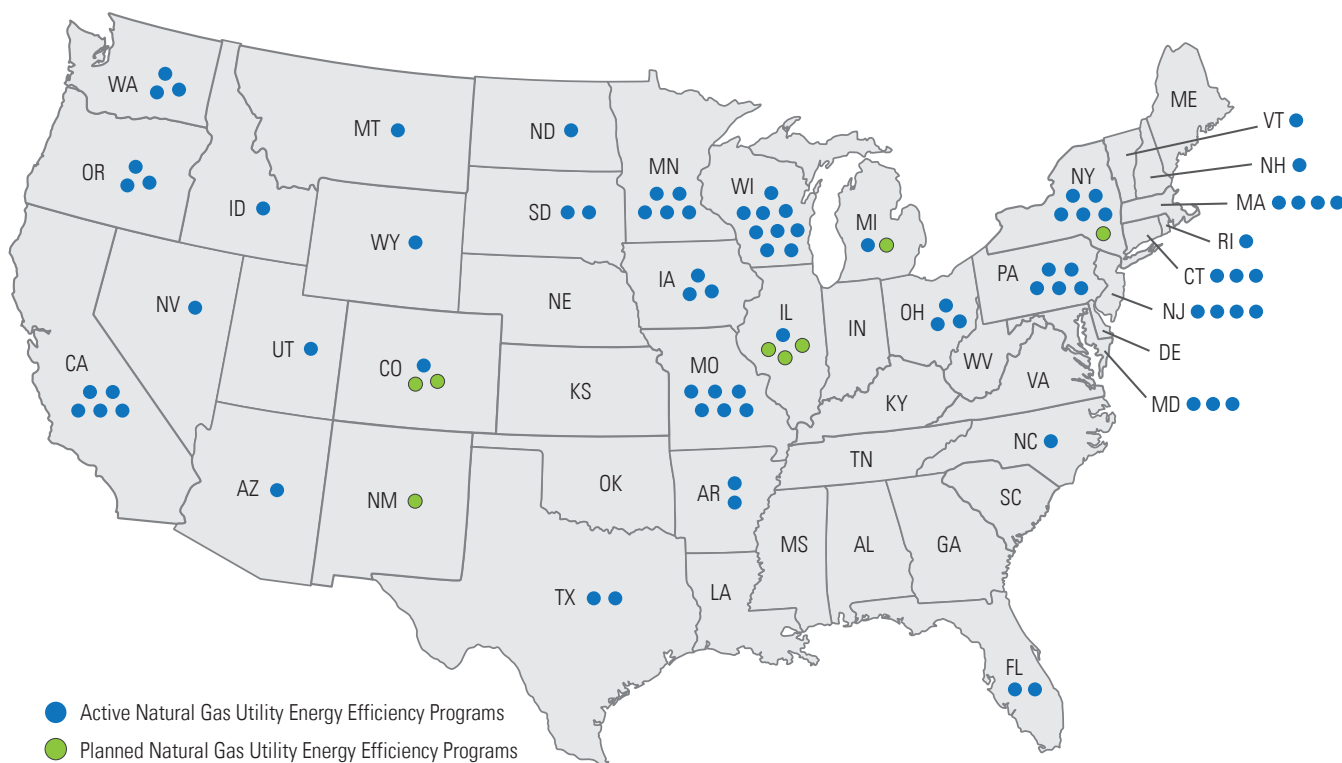 WA
ME
MT
ND
VT
MN
OR
NH
NY
WI
MA
ID
SD
MI
WY
RI
PA
CT
IA
NE
NV
NJ
IL
OH
IN
UT
DE
CO
CA
MO
WV
VA
KS
KY
MD
NC
TN
OK
AZ
AR
NM
SC
MS
AL
GA
LA
TX
FL
Active Natural Gas Utility Energy Efficiency Programs
Planned Natural Gas Utility Energy Efficiency Programs